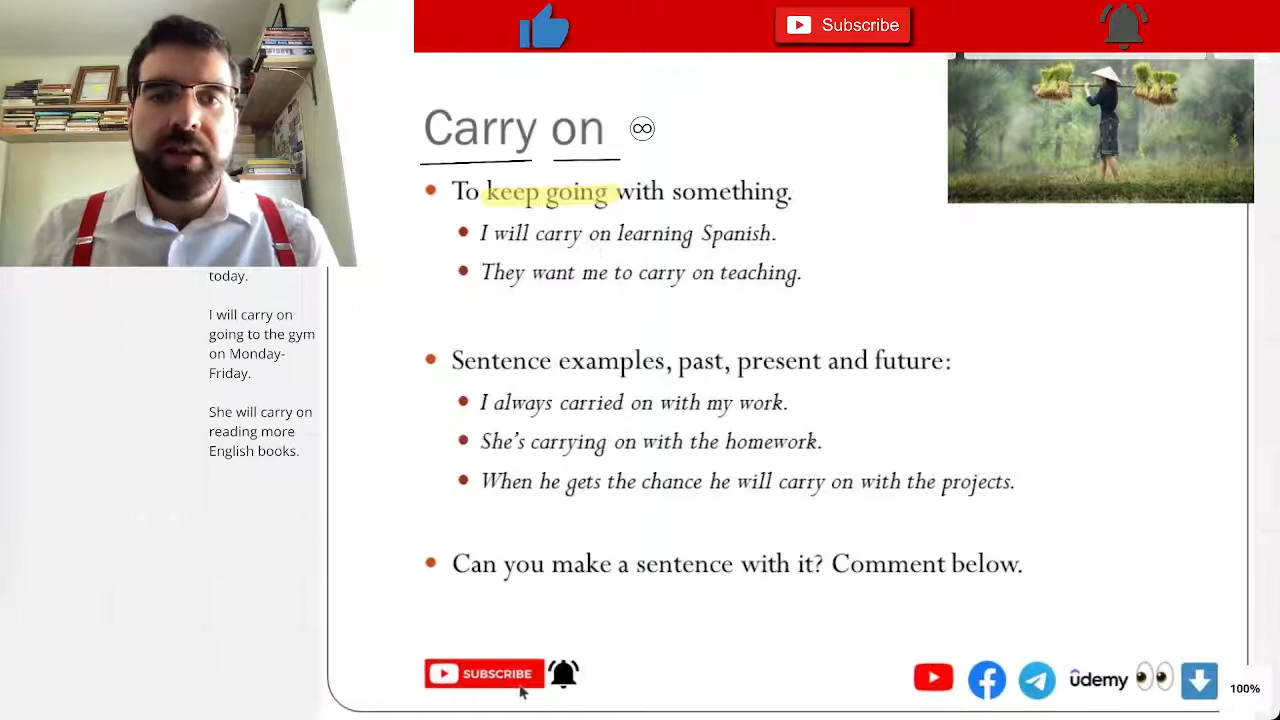 Subscribe
Carry on
To keep going with something.
I will carry on learning Spanish.
They want me to carry on teaching.
today.
I will carry on
going to the gym
on Monday-
Friday.
She will carry on
reading more
English books.
Sentence examples, past, present and future:
I always carried on with my work.
She's carrying on with the homework.
When he gets the chance he will carry on with the projects.
Can you make a sentence with it? Comment below.
SUBSCRIBE
ûdemy
100%